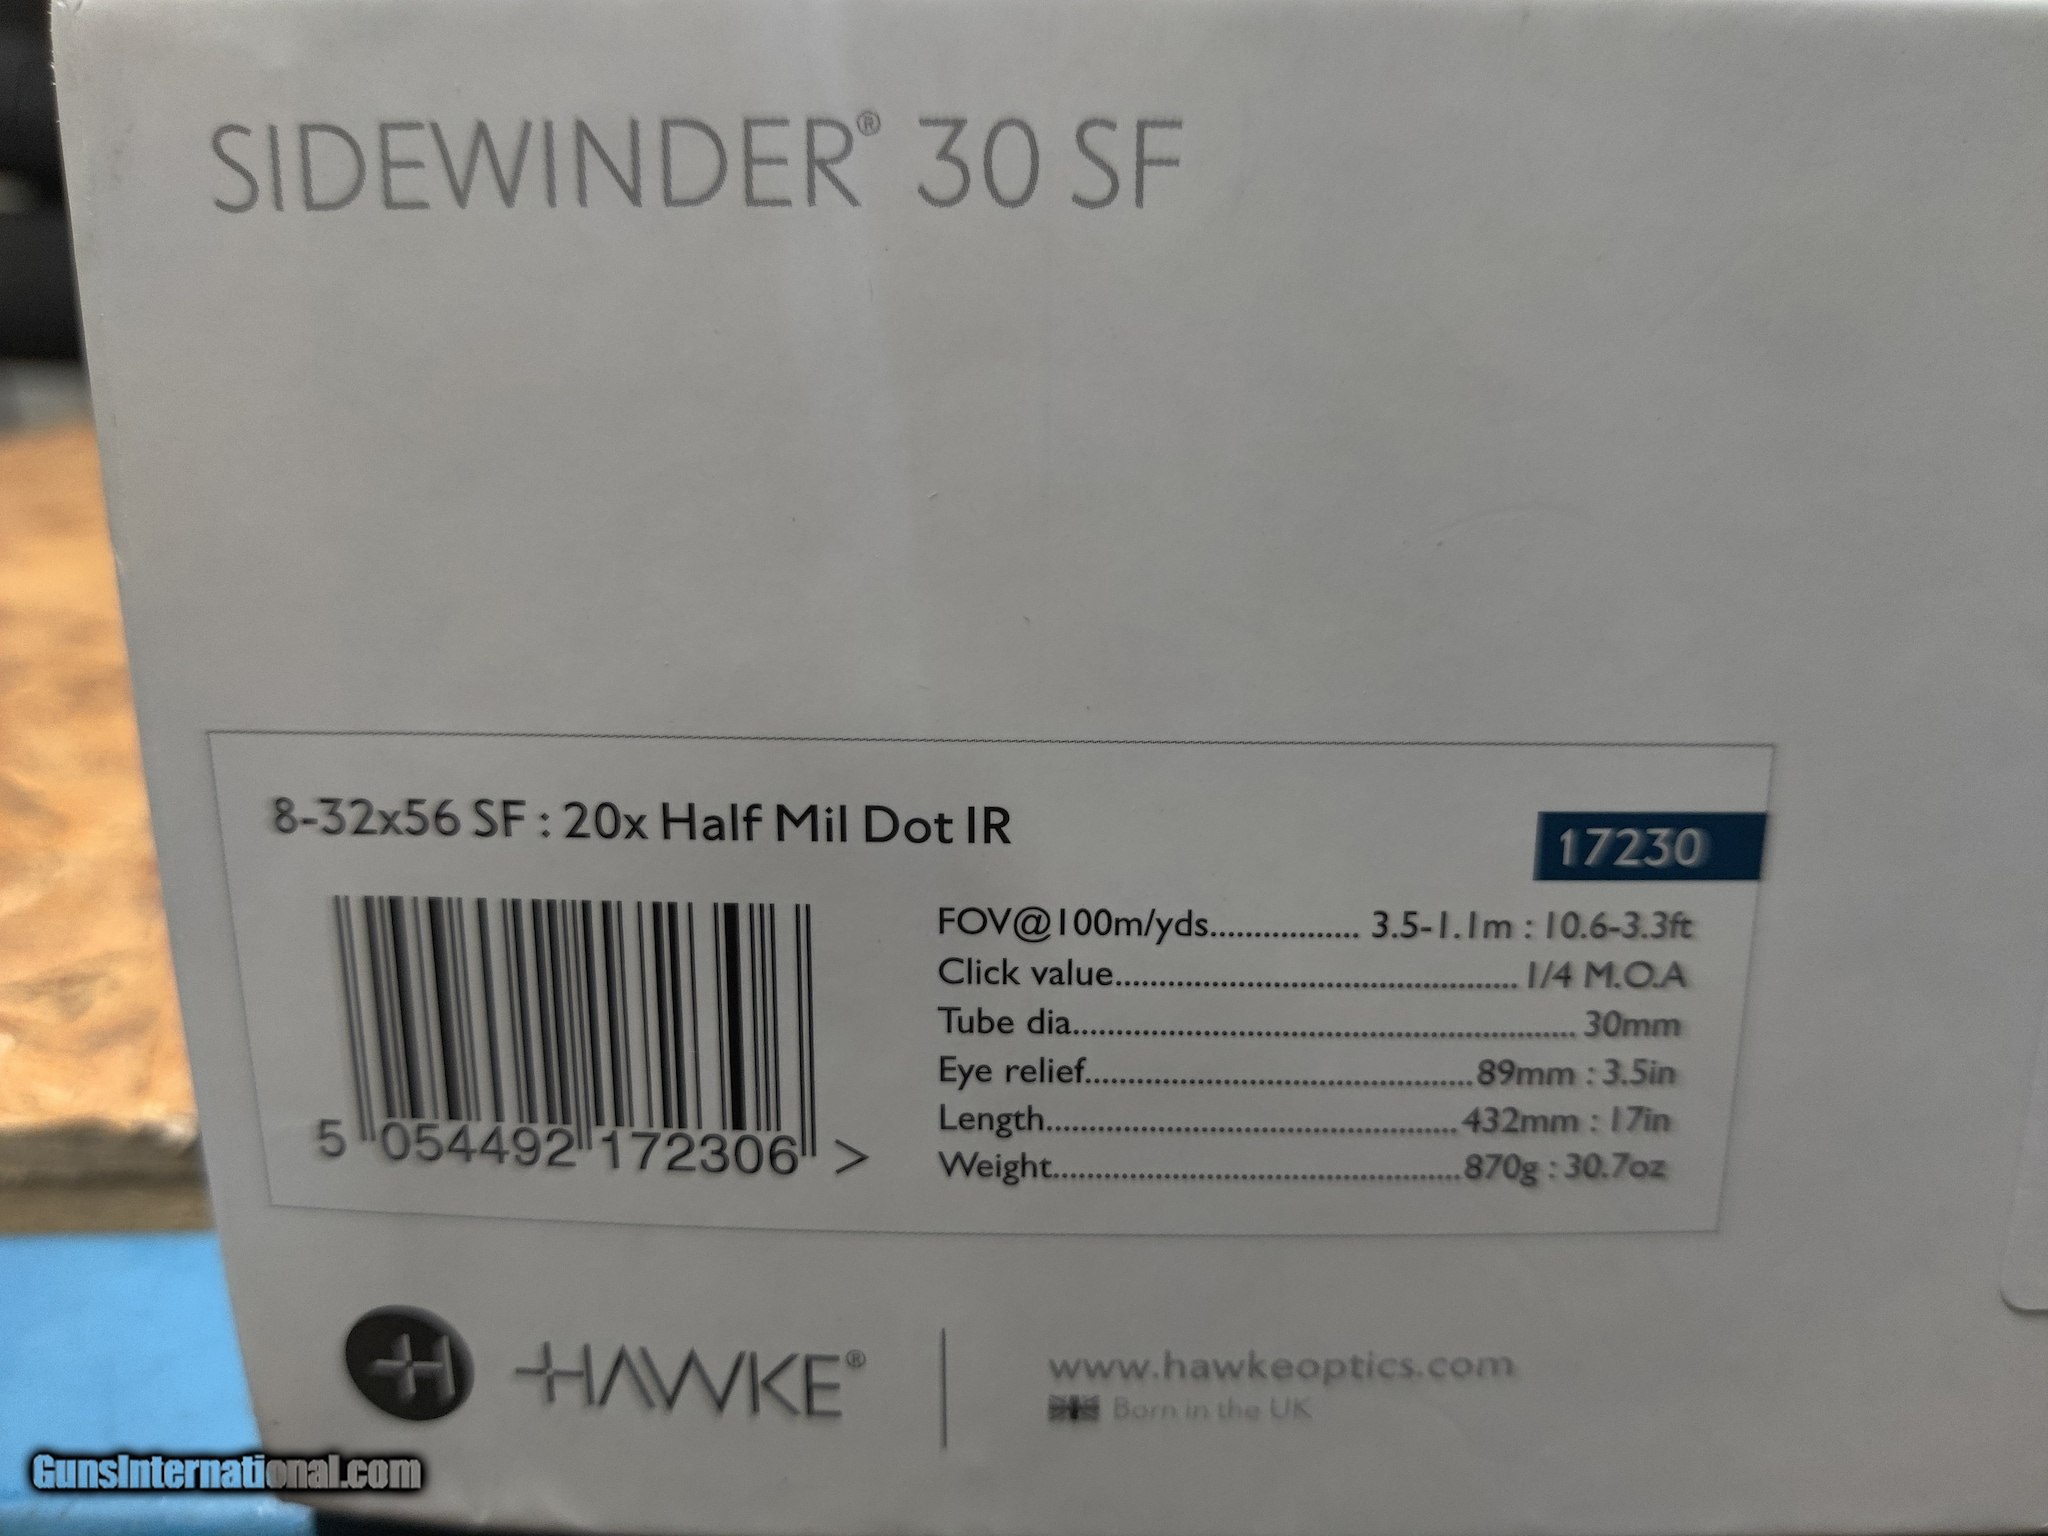 SIDEWINDER® 30 SF
8-32x56 SF : 20x Half Mil Dot IR
17230
FOV@100m/yds................. 3.5-1.1m : 10.6-3.3ft
Click value.............................................. 1/4 M.O.A
Tube dia.......................................................... 30mm
Eye relief............................................89mm : 3.5in
Length...............................................432mm : 17in
Weight..............................................870g : 30.7oz
5 054492 172306 >
HAWKE®
www.hawkeoptics.com
Born in the UK
GunsInternational.com